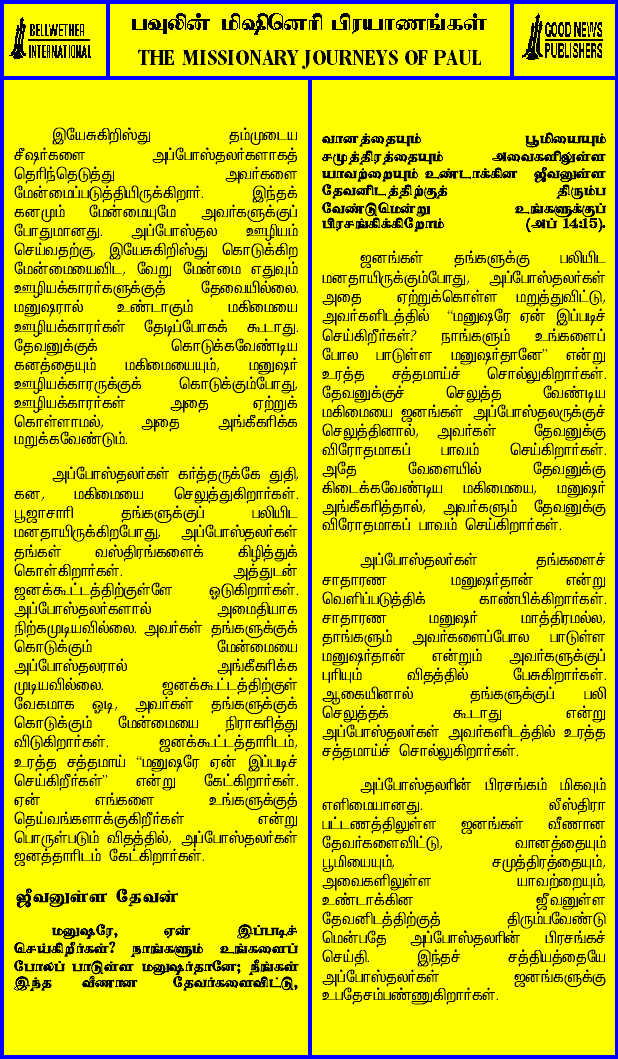 BELLWETHER
INTERNATIONAL
பவுலின் மிஷினெரி பிரயாணங்கள்
THE MISSIONARY JOURNEYS OF PAUL
GOOD NEWS
PUBLISHERS
இயேசுகிறிஸ்து தம்முடைய
சீஷர்களை அப்போஸ்தலர்களாகத்
தெரிந்தெடுத்து அவர்களை
மேன்மைப்படுத்தியிருக்கிறார். இந்தக்
கனமும் மேன்மையுமே அவர்களுக்குப்
போதுமானது. அப்போஸ்தல ஊழியம்
செய்வதற்கு, இயேசுகிறிஸ்து கொடுக்கிற
மேன்மையைவிட, வேறு மேன்மை எதுவும்
ஊழியக்காரர்களுக்குத் தேவையில்லை.
மனுஷரால் உண்டாகும் மகிமையை
ஊழியக்காரர்கள் தேடிப்போகக் கூடாது.
தேவனுக்குக் கொடுக்கவேண்டிய
கனத்தையும் மகிமையையும், மனுஷர்
ஊழியக்காரருக்குக் கொடுக்கும்போது,
ஊழியக்காரர்கள் அதை ஏற்றுக்
கொள்ளாமல், அதை அங்கீகரிக்க
மறுக்கவேண்டும்.
அப்போஸ்தலர்கள் கர்த்தருக்கே துதி,
கன, மகிமையை செலுத்துகிறார்கள்.
பூஜாசாரி தங்களுக்குப் பலியிட
மனதாயிருக்கிறபோது, அப்போஸ்தலர்கள்
தங்கள் வஸ்திரங்களைக் கிழித்துக்
கொள்கிறார்கள். அத்துடன்
ஜனக்கூட்டத்திற்குள்ளே ஓடுகிறார்கள்.
அப்போஸ்தலர்களால் அமைதியாக
நிற்கமுடியவில்லை. அவர்கள் தங்களுக்குக்
கொடுக்கும் மேன்மையை
அப்போஸ்தலரால் அங்கீகரிக்க
முடியவில்லை. ஜனக்கூட்டத்திற்குள்
வேகமாக ஓடி, அவர்கள் தங்களுக்குக்
கொடுக்கும் மேன்மையை நிராகரித்து
விடுகிறார்கள். ஜனக்கூட்டத்தாரிடம்,
உரத்த சத்தமாய் “மனுஷரே ஏன் இப்படிச்
செய்கிறீர்கள்” என்று கேட்கிறார்கள்.
ஏன் எங்களை உங்களுக்குத்
தெய்வங்களாக்குகிறீர்கள் என்று
பொருள்படும் விதத்தில், அப்போஸ்தலர்கள்
ஜனத்தாரிடம் கேட்கிறார்கள்.
ஜீவனுள்ள தேவன்
மனுஷரே, ஏன் இப்படிச்
செய்கிறீர்கள்? நாங்களும் உங்களைப்
போலப் பாடுள்ள மனுஷர்தானே; நீங்கள்
இந்த வீணான தேவர்களைவிட்டு,
வானத்தையும் பூமியையும்
சமுத்திரத்தையும் அவைகளிலுள்ள
யாவற்றையும் உண்டாக்கின ஜீவனுள்ள
தேவனிடத்திற்குத் திரும்ப
வேண்டுமென்று உங்களுக்குப்
பிரசங்கிக்கிறோம் (அப் 14:15).
ஜனங்கள் தங்களுக்கு பலியிட
மனதாயிருக்கும்போது, அப்போஸ்தலர்கள்
அதை ஏற்றுக்கொள்ள மறுத்துவிட்டு,
அவர்களிடத்தில் “மனுஷரே ஏன் இப்படிச்
செய்கிறீர்கள்? நாங்களும் உங்களைப்
போல பாடுள்ள மனுஷர்தானே” என்று
உரத்த சத்தமாய்ச் சொல்லுகிறார்கள்.
தேவனுக்குச் செலுத்த வேண்டிய
மகிமையை ஜனங்கள் அப்போஸ்தலருக்குச்
செலுத்தினால், அவர்கள் தேவனுக்கு
விரோதமாகப் பாவம் செய்கிறார்கள்.
அதே வேளையில் தேவனுக்கு
கிடைக்கவேண்டிய மகிமையை, மனுஷர்
அங்கீகரித்தால், அவர்களும் தேவனுக்கு
விரோதமாகப் பாவம் செய்கிறார்கள்.
அப்போஸ்தலர்கள் தங்களைச்
சாதாரண மனுஷர்தான் என்று
வெளிப்படுத்திக் காண்பிக்கிறார்கள்.
சாதாரண மனுஷர் மாத்திரமல்ல,
தாங்களும் அவர்களைப்போல பாடுள்ள
மனுஷர்தான் என்றும் அவர்களுக்குப்
புரியும் விதத்தில் பேசுகிறார்கள்.
ஆகையினால் தங்களுக்குப் பலி
செலுத்தக் கூடாது என்று
அப்போஸ்தலர்கள் அவர்களிடத்தில் உரத்த
சத்தமாய்ச் சொல்லுகிறார்கள்.
அப்போஸ்தலரின் பிரசங்கம் மிகவும்
எளிமையானது. லீஸ்திரா
பட்டணத்திலுள்ள ஜனங்கள் வீணான
தேவர்களைவிட்டு, வானத்தையும்
பூமியையும், சமுத்திரத்தையும்,
அவைகளிலுள்ள யாவற்றையும்,
உண்டாக்கின ஜீவனுள்ள
தேவனிடத்திற்குத் திரும்பவேண்டு
மென்பதே அப்போஸ்தலரின் பிரசங்கச்
செய்தி. இந்தச் சத்தியத்தையே
அப்போஸ்தலர்கள் ஜனங்களுக்கு
உபதேசம்பண்ணுகிறார்கள்.